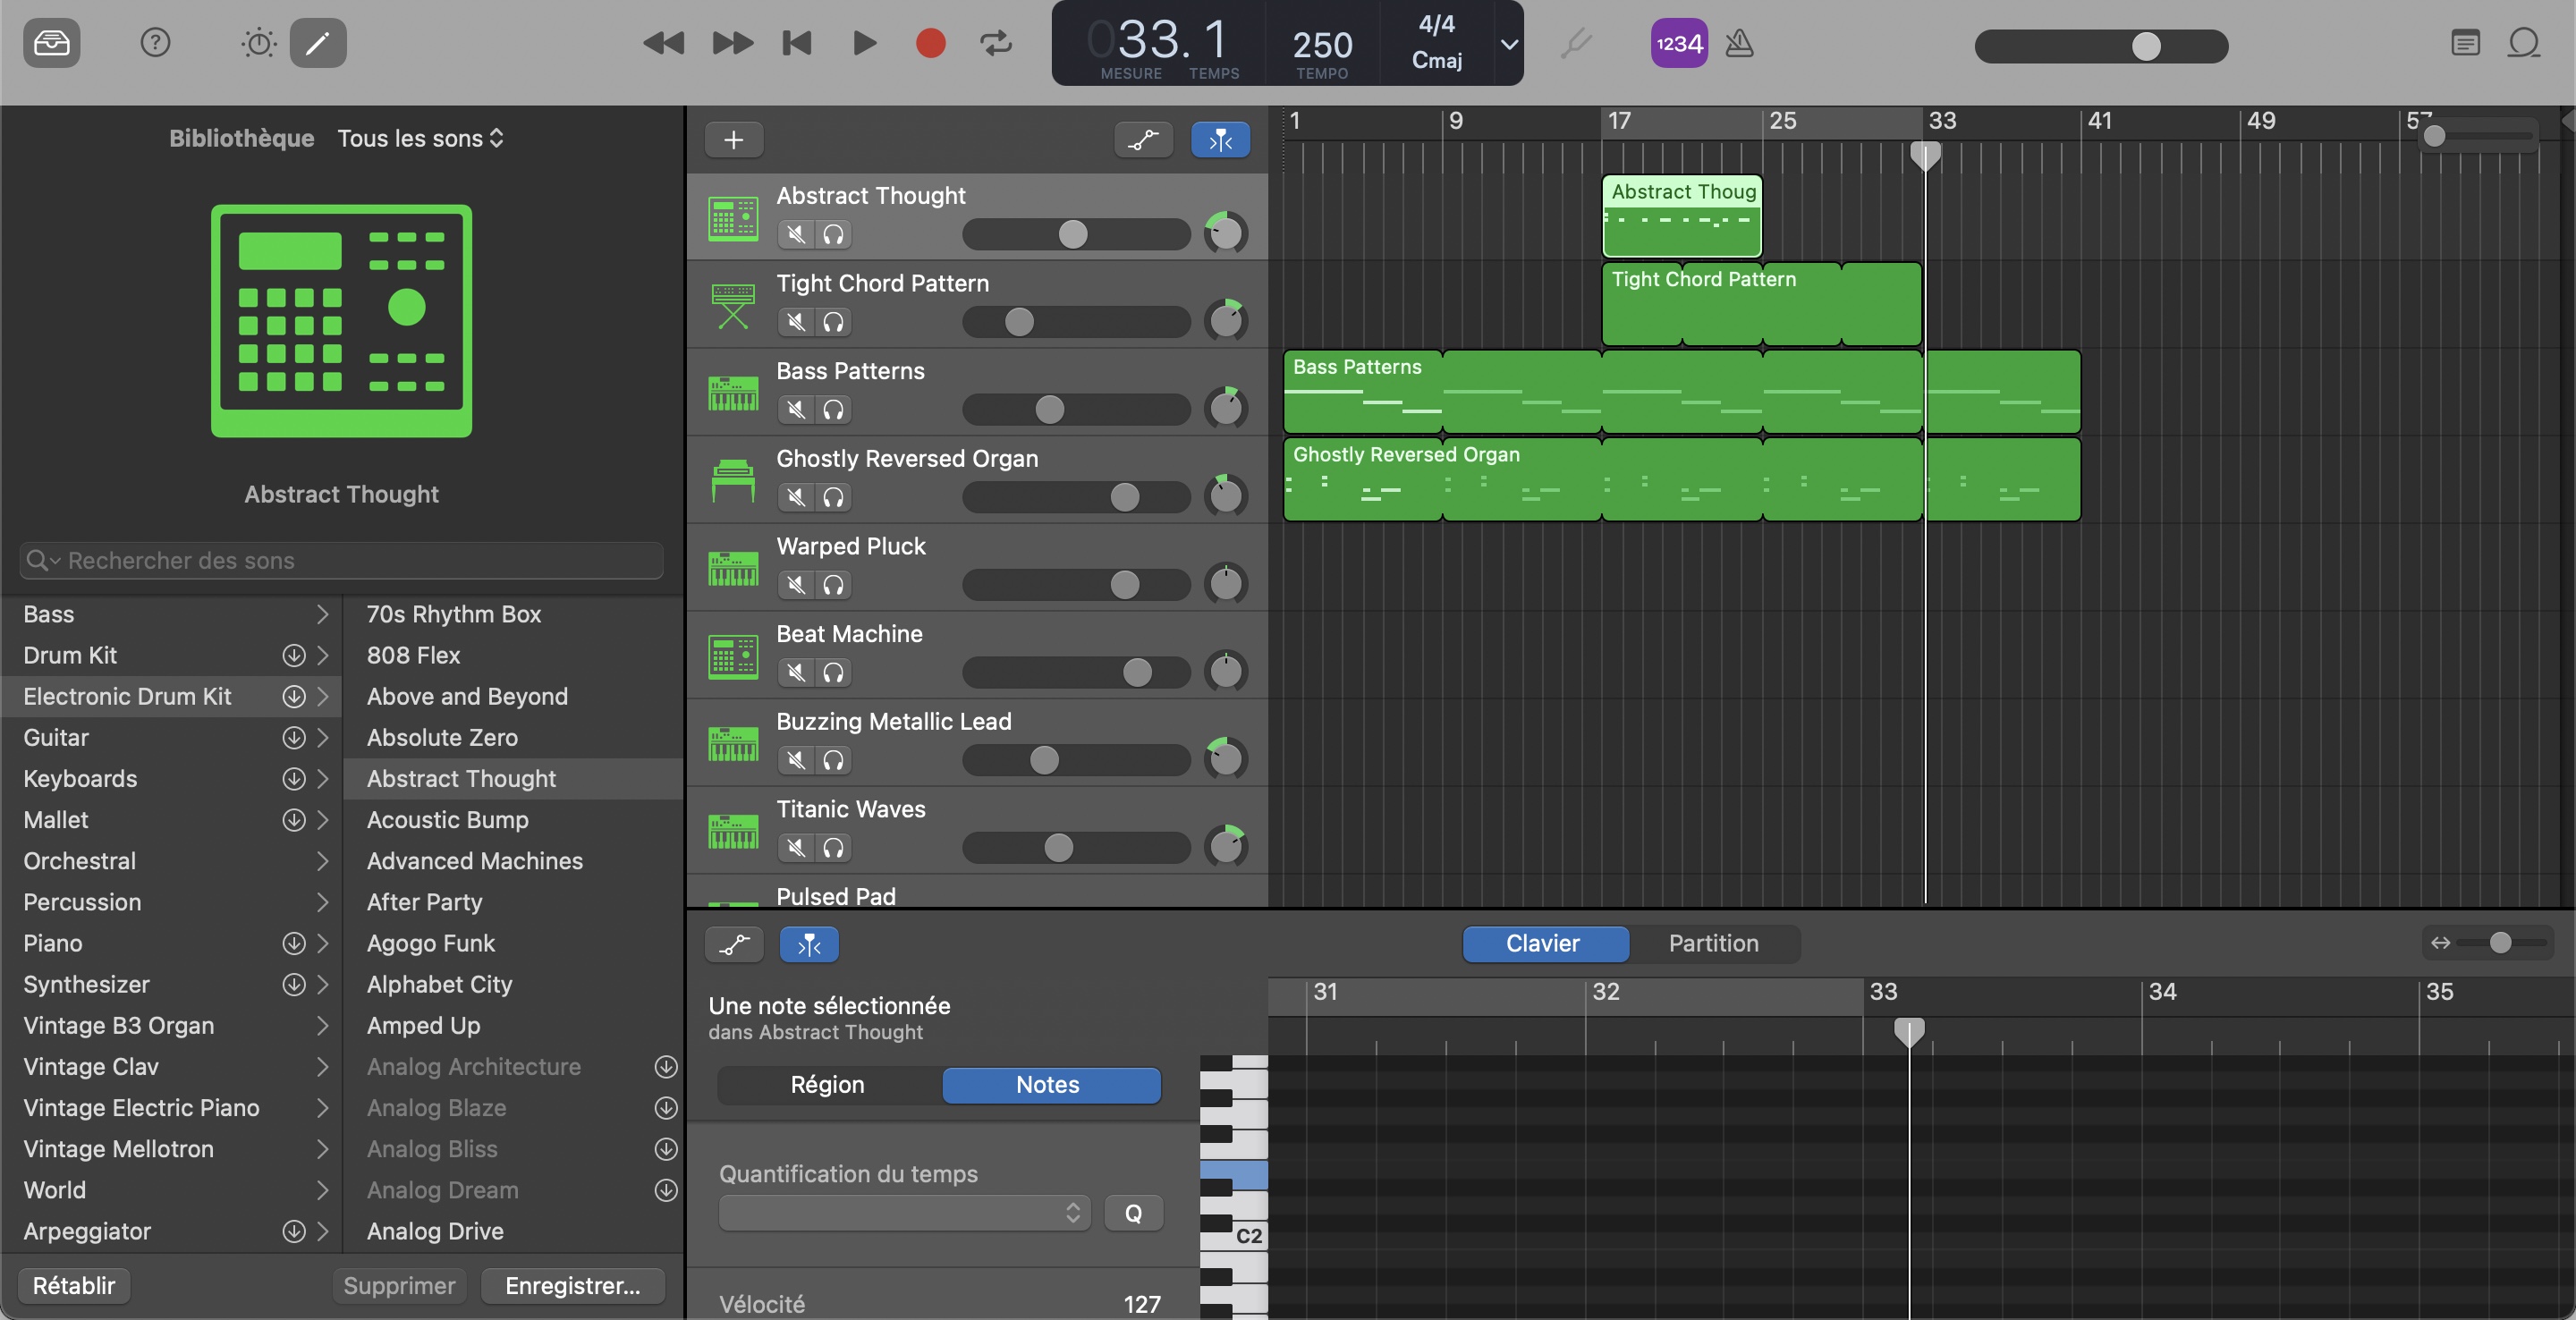 033. 1
MESURE TEMPS
250
TEMPO
4/4
Cmaj
1234
Bibliothèque Tous les sons
Abstract Thought
Rechercher des sons
Bass
Drum Kit
Electronic Drum Kit
Guitar
Keyboards
Mallet
Orchestral
Percussion
Piano
Synthesizer
Vintage B3 Organ
Vintage Clav
Vintage Electric Piano
Vintage Mellotron
World
Arpeggiator
70s Rhythm Box
808 Flex
Above and Beyond
Absolute Zero
Abstract Thought
Acoustic Bump
Advanced Machines
After Party
Agogo Funk
Alphabet City
Amped Up
Analog Architecture
Analog Blaze
Analog Bliss
Analog Dream
Analog Drive
Rétablir Supprimer Enregistrer...
Abstract Thought
Tight Chord Pattern
Bass Patterns
Ghostly Reversed Organ
Warped Pluck
Beat Machine
Buzzing Metallic Lead
Titanic Waves
Pulsed Pad
1 9 17 25 33 41 49 57
Abstract Thoug
Tight Chord Pattern
Bass Patterns
Ghostly Reversed Organ
Clavier Partition
Une note sélectionnée
dans Abstract Thought
Région Notes
Quantification du temps
Q
Vélocité 127
31 32 33 34 35
C2